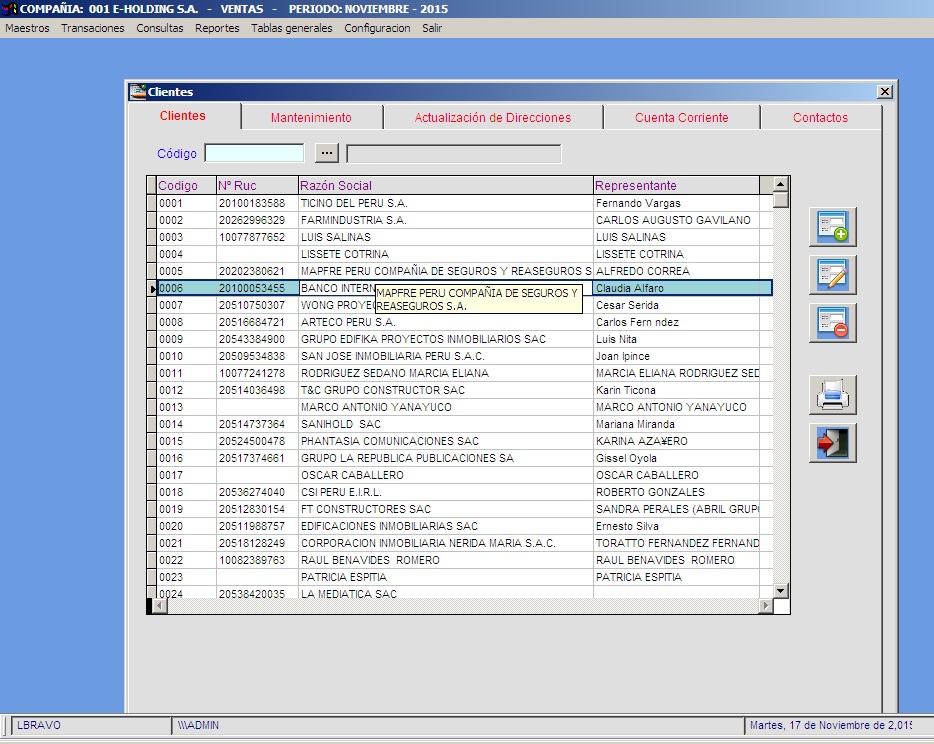 COMPAÑIA: 001 E-HOLDING S.A. - VENTAS - PERIODO: NOVIEMBRE - 2015
Maestros Transaciones Consultas Reportes Tablas generales Configuracion Salir
Clientes
Clientes Mantenimiento Actualización de Direcciones Cuenta Corriente Contactos
Código ...
Codigo Nº Ruc Razón Social Representante
0001 20100183588 TICINO DEL PERU S.A. Fernando Vargas
0002 20262996329 FARMINDUSTRIA S.A. CARLOS AUGUSTO GAVILANO
0003 10077877652 LUIS SALINAS LUIS SALINAS
0004 LISSETE COTRINA LISSETE COTRINA
0005 20202380621 MAPFRE PERU COMPAÑIA DE SEGUROS Y REASEGUROS S ALFREDO CORREA
0006 20100053455 BANCO INTERN Claudia Alfaro
MAPFRE PERU COMPAÑIA DE SEGUROS Y
REASEGUROS S.A.
0007 20510750307 WONG PROYE Cesar Serida
0008 20516684721 ARTECO PERU S.A. Carlos Fern ndez
0009 20543384900 GRUPO EDIFIKA PROYECTOS INMOBILIARIOS SAC Luis Nita
0010 20509534838 SAN JOSE INMOBILIARIA PERU S.A.C. Joan Ipince
0011 10077241278 RODRIGUEZ SEDANO MARCIA ELIANA MARCIA ELIANA RODRIGUEZ SED
0012 20514036498 T&C GRUPO CONSTRUCTOR SAC Karin Ticona
0013 MARCO ANTONIO YANAYUCO MARCO ANTONIO YANAYUCO
0014 20514737364 SANIHOLD SAC Mariana Miranda
0015 20524500478 PHANTASIA COMUNICACIONES SAC KARINA AZA¥ERO
0016 20517374661 GRUPO LA REPUBLICA PUBLICACIONES SA Gissel Oyola
0017 OSCAR CABALLERO OSCAR CABALLERO
0018 20536274040 CSI PERU E.I.R.L. ROBERTO GONZALES
0019 20512830154 FT CONSTRUCTORES SAC SANDRA PERALES (ABRIL GRUP
0020 20511988757 EDIFICACIONES INMOBILIARIAS SAC Ernesto Silva
0021 20518128249 CORPORACION INMOBILIARIA NERIDA MARIA S.A.C. TORATTO FERNANDEZ FERNAND
0022 10082389763 RAUL BENAVIDES ROMERO RAUL BENAVIDES ROMERO
0023 PATRICIA ESPITIA PATRICIA ESPITIA
0024 20538420035 LA MEDIATICA SAC
LBRAVO \\\ADMIN Martes, 17 de Noviembre de 2,015